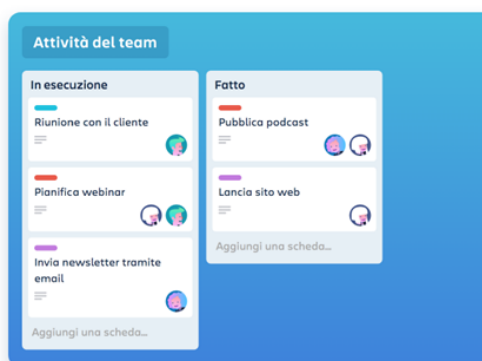 Attività del team
In esecuzione
Riunione con il cliente
Pianifica webinar
Invia newsletter tramite
email
Aggiungi una scheda...
Fatto
Pubblica podcast
Lancia sito web
Aggiungi una scheda...